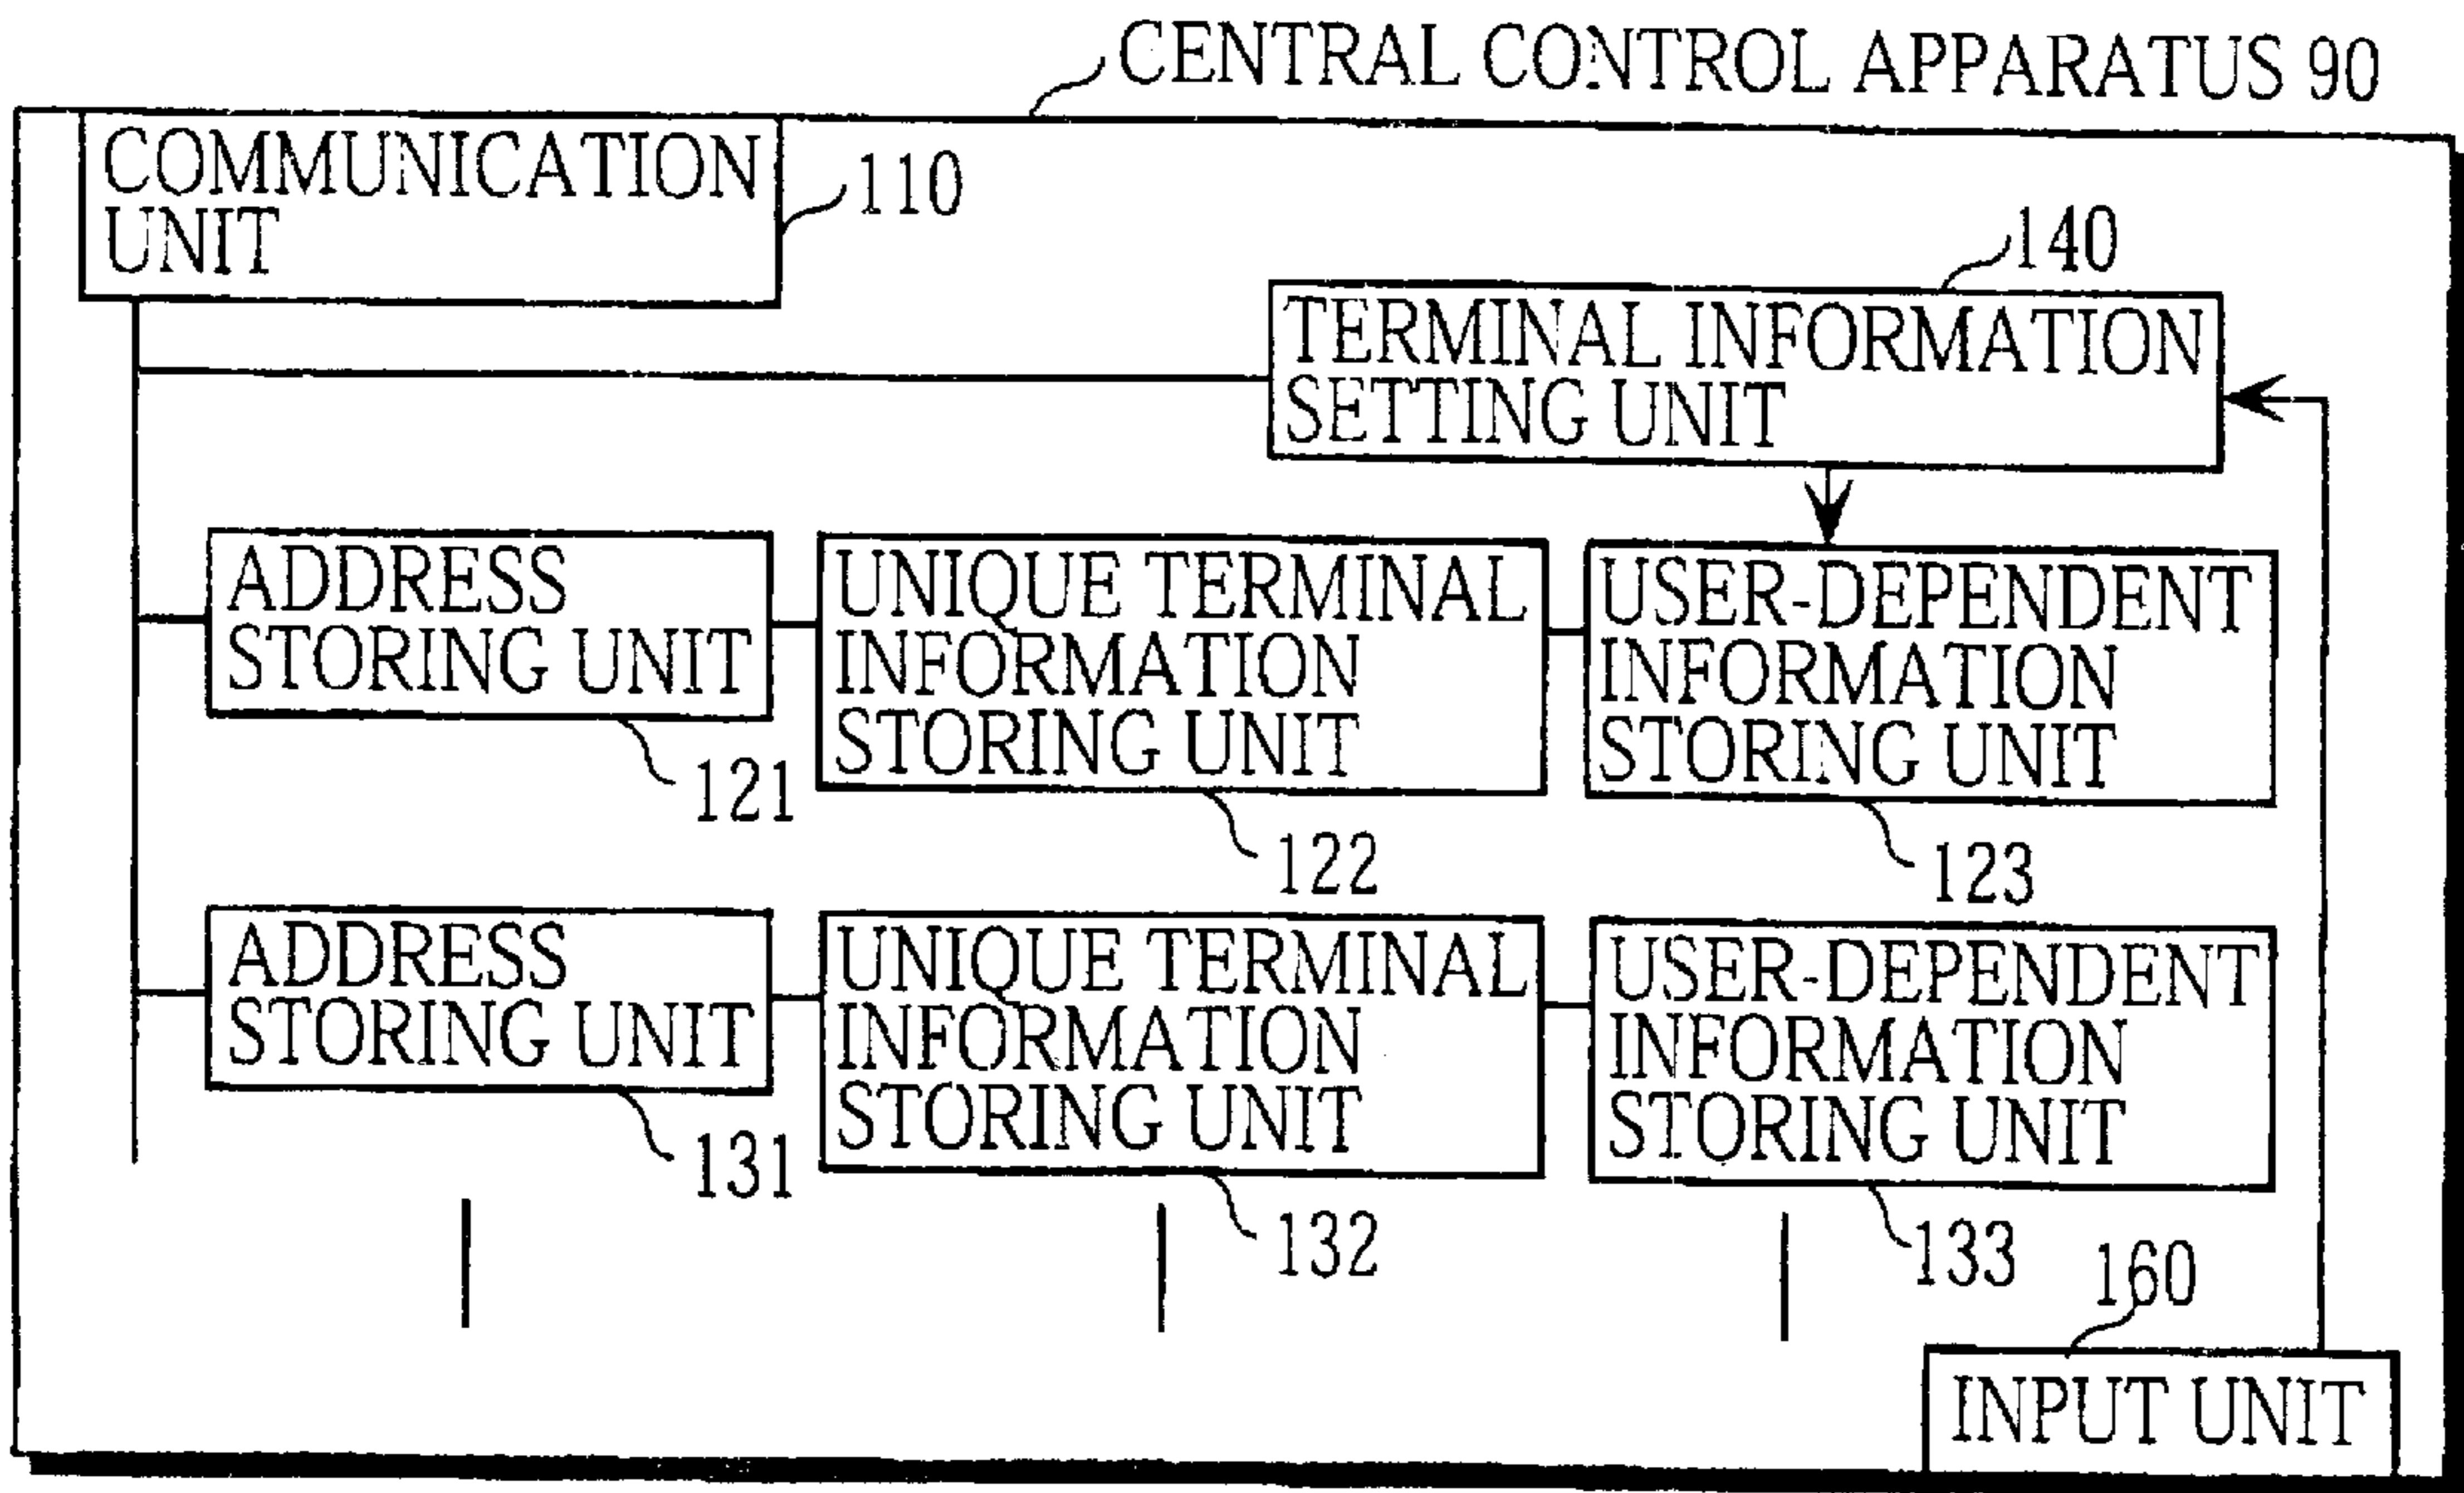 CENTRAL CONTROL APPARATUS 90
COMMUNICATION
UNIT
110
140
TERMINAL INFORMATION
SETTING UNIT
ADDRESS
STORING UNIT
121
UNIQUE TERMINAL
INFORMATION
STORING UNIT
122
USER-DEPENDENT
INFORMATION
STORING UNIT
123
ADDRESS
STORING UNIT
131
UNIQUE TERMINAL
INFORMATION
STORING UNIT
132
USER-DEPENDENT
INFORMATION
STORING UNIT
133
160
INPUT UNIT